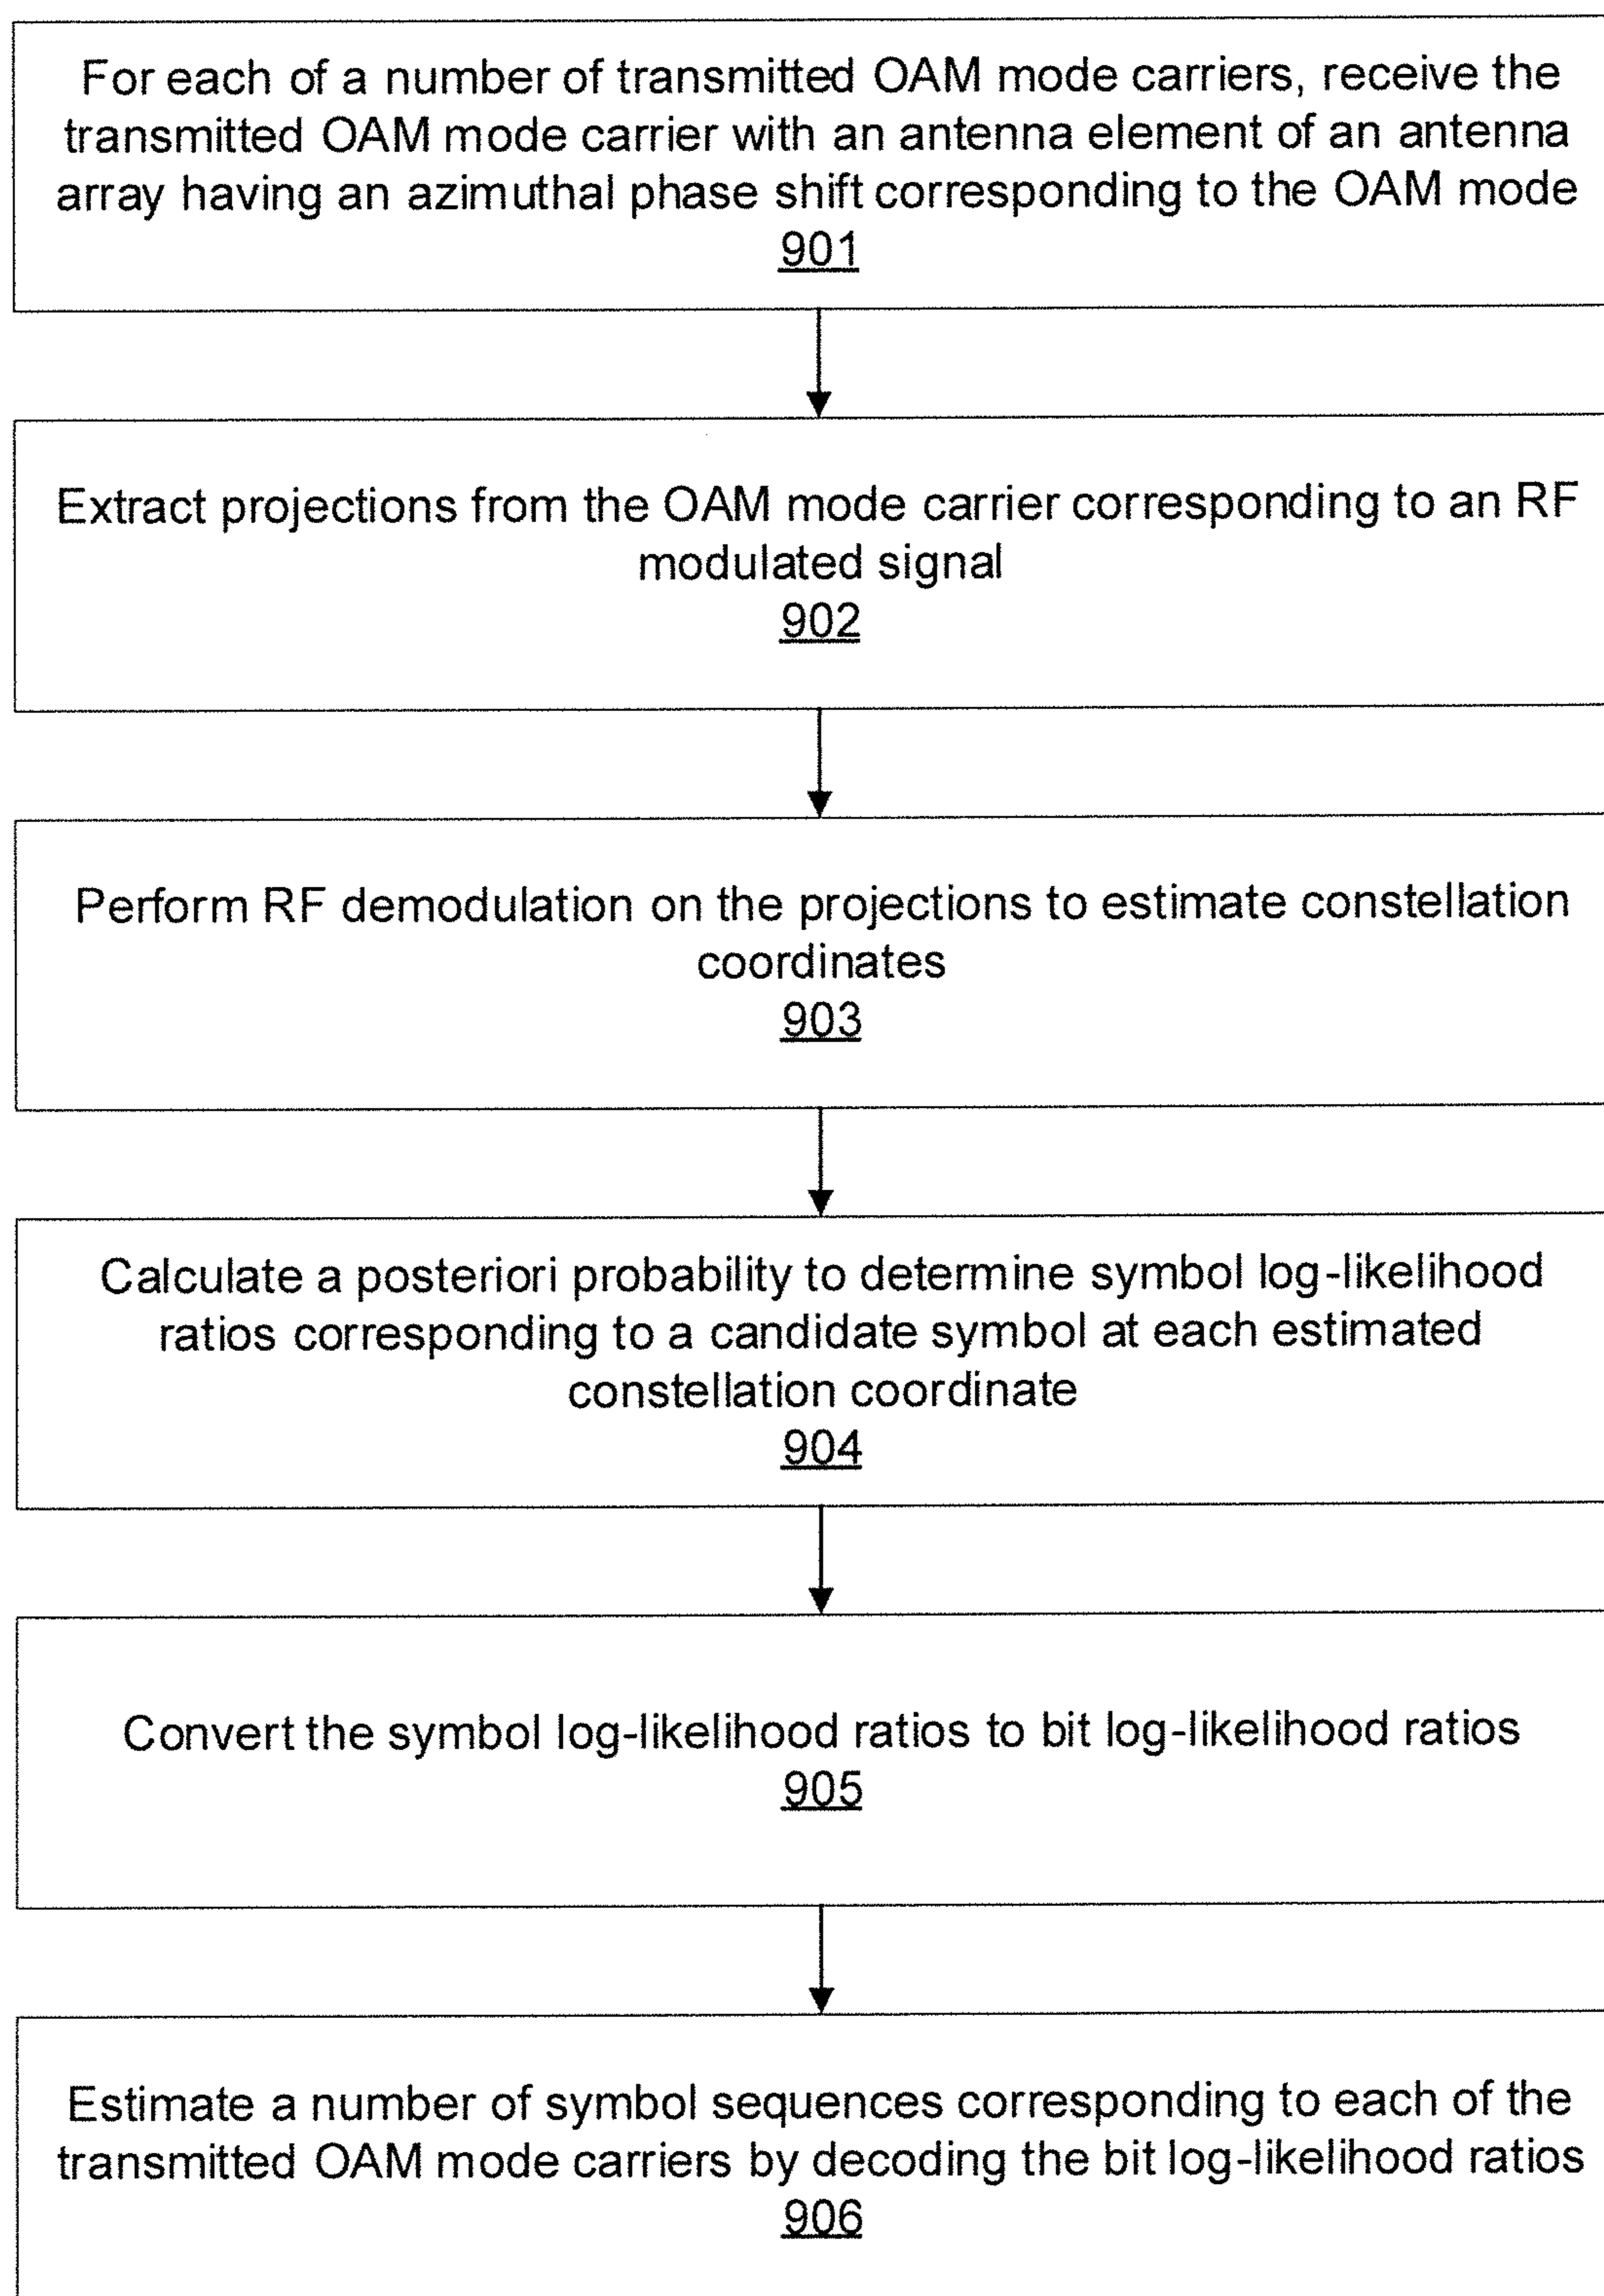 For each of a number of transmitted OAM mode carriers, receive the
transmitted OAM mode carrier with an antenna element of an antenna
array having an azimuthal phase shift corresponding to the OAM mode
901
Extract projections from the OAM mode carrier corresponding to an RF
modulated signal
902
Perform RF demodulation on the projections to estimate constellation
coordinates
903
Calculate a posteriori probability to determine symbol log-likelihood
ratios corresponding to a candidate symbol at each estimated
constellation coordinate
904
Convert the symbol log-likelihood ratios to bit log-likelihood ratios
905
Estimate a number of symbol sequences corresponding to each of the
transmitted OAM mode carriers by decoding the bit log-likelihood ratios
906